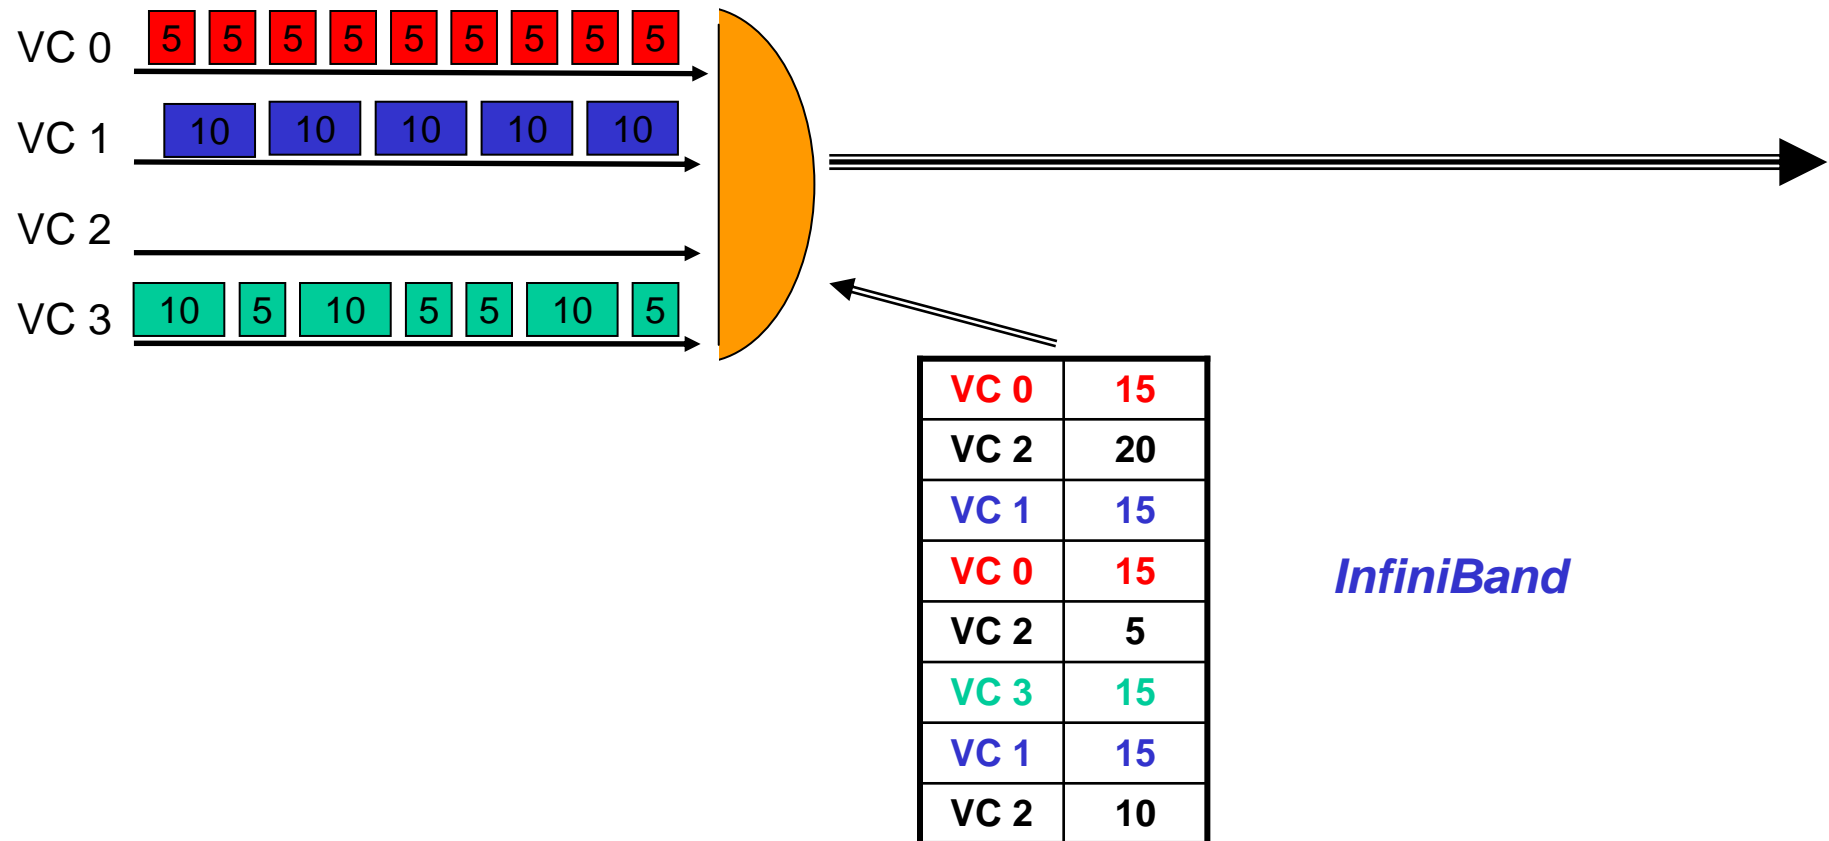 VC 0 5 5 5 5 5 5 5 5 5
VC 1 10 10 10 10 10
VC 2
VC 3 10 5 10 5 5 10 5
VC 0 15
VC 2 20
VC 1 15
VC 0 15
VC 2 5
VC 3 15
VC 1 15
VC 2 10
InfiniBand